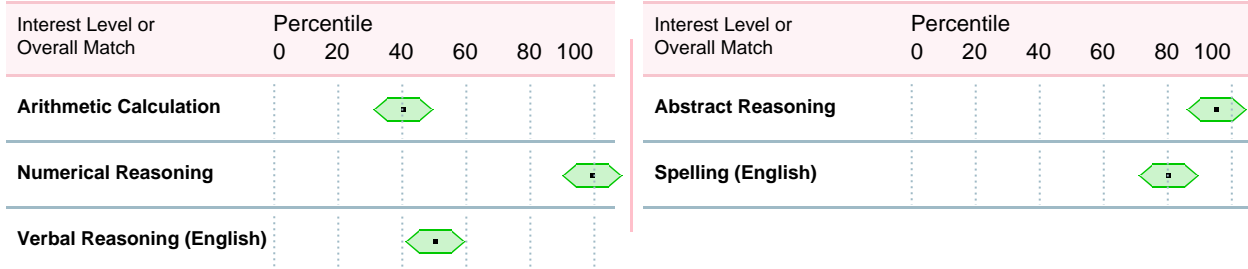 Interest Level or
Overall Match
Percentile
0 20 40 60 80 100
Arithmetic Calculation
Numerical Reasoning
Verbal Reasoning (English)
Interest Level or
Overall Match
Percentile
0 20 40 60 80 100
Abstract Reasoning
Spelling (English)